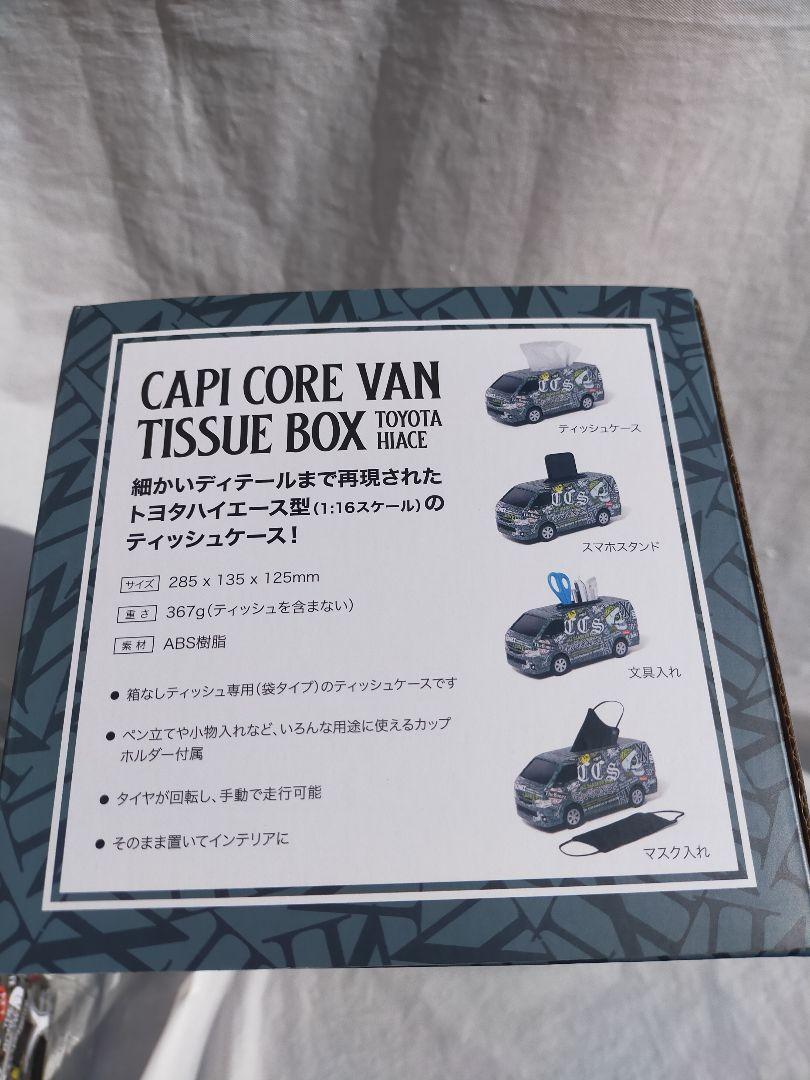 CAPI CORE VAN
TISSUE BOX TOYOTA HIACE
細かいディテールまで再現された
トヨタハイエース型(1:16スケール)の
ティッシュケース!
サイズ 285 x 135 x 125mm
重さ 367g(ティッシュを含まない)
素材 ABS樹脂
● 箱なしティッシュ専用(袋タイプ)のティッシュケースです
● ペン立てや小物入れなど、いろんな用途に使えるカップ
ホルダー付属
● タイヤが回転し、手動で走行可能
● そのまま置いてインテリアに
CCS
ティッシュケース
CCS
スマホスタンド
CCS
文具入れ
CCS
マスク入れ